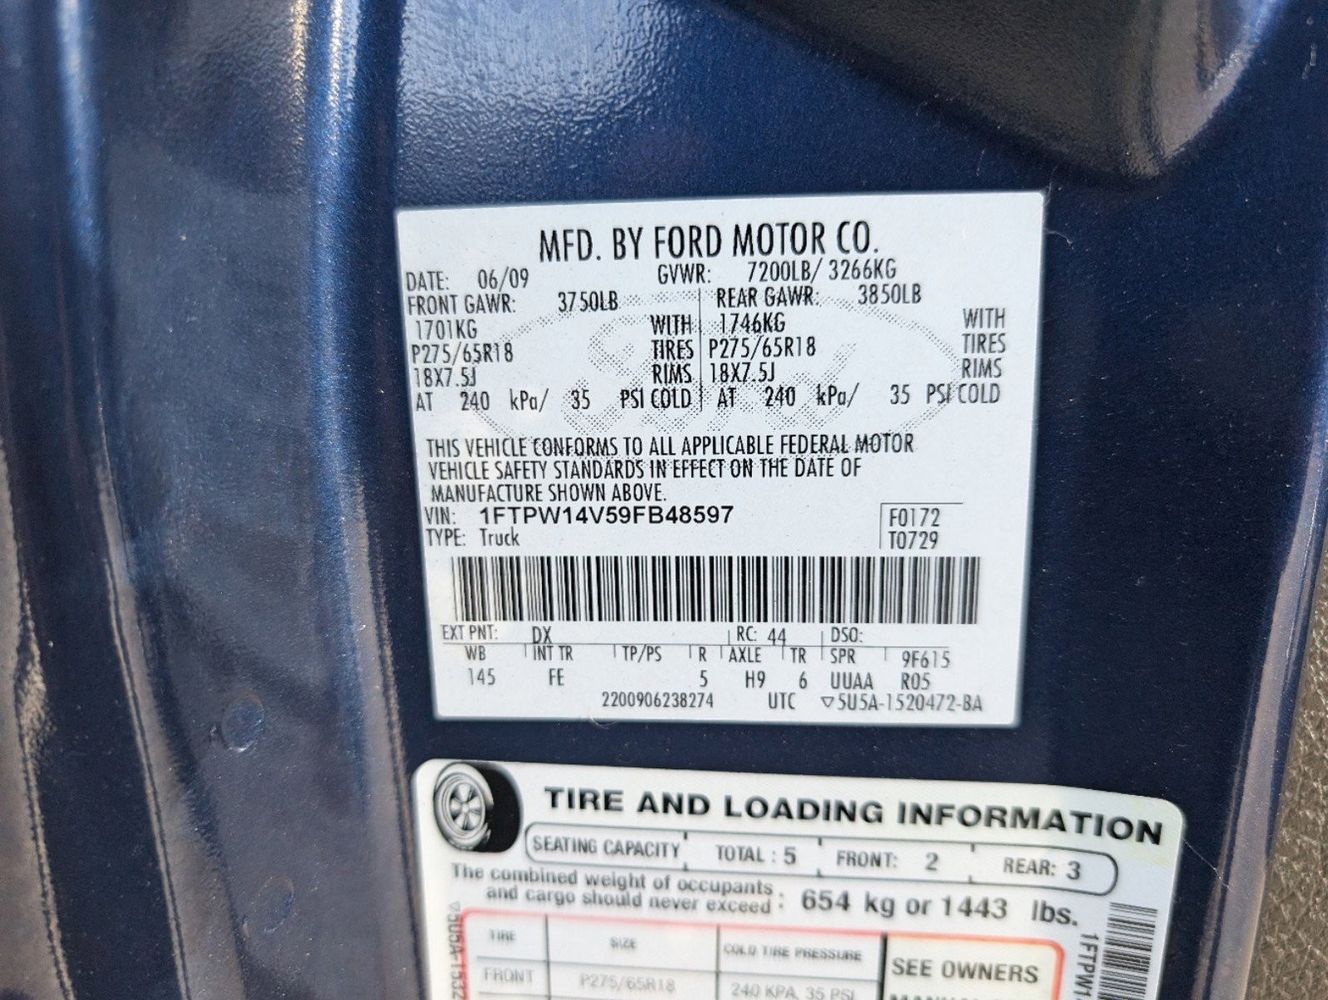 MFD. BY FORD MOTOR CO.
DATE: 06/09 GVWR: 7200LB/ 3266KG
FRONT GAWR: 3750LB REAR GAWR: 3850LB
1701KG WITH 1746KG WITH
P275/65R18 TIRES P275/65R18 TIRES
18X7.5J RIMS 18X7.5J RIMS
AT 240 kPa/ 35 PSI COLD AT 240 kPa/ 35 PSI COLD
THIS VEHICLE CONFORMS TO ALL APPLICABLE FEDERAL MOTOR
VEHICLE SAFETY STANDARDS IN EFFECT ON THE DATE OF
MANUFACTURE SHOWN ABOVE.
VIN: 1FTPW14V59FB48597 F0172
TYPE: Truck T0729
EXT PNT: DX RC: 44 DSO:
WB INT TR TP/PS R AXLE TR SPR 9F615
145 FE 5 H9 6 UUAA R05
2200906238274 UTC ▽5U5A-1520472-BA
TIRE AND LOADING INFORMATION
SEATING CAPACITY TOTAL : 5 FRONT: 2 REAR: 3
The combined weight of occupants
and cargo should never exceed : 654 kg or 1443 lbs.
TIRE SIZE COLD TIRE PRESSURE SEE OWNERS
FRONT P275/65R18 240 KPA, 35 PSI
▽5U5A-1532
1FTPW1